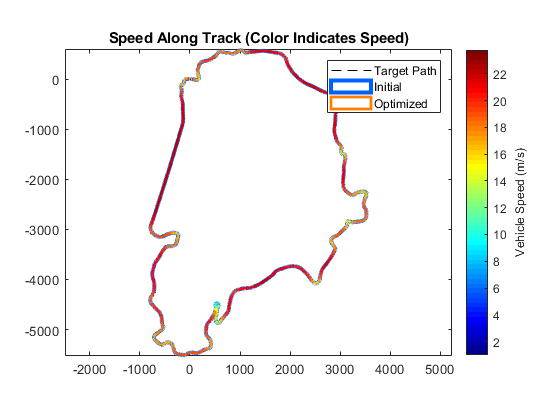 Speed Along Track (Color Indicates Speed)
Target Path
Initial
Optimized
0
-1000
-2000
-3000
-4000
-5000
-2000 -1000 0 1000 2000 3000 4000 5000
22
20
18
16
14
12
10
8
6
4
2
Vehicle Speed (m/s)